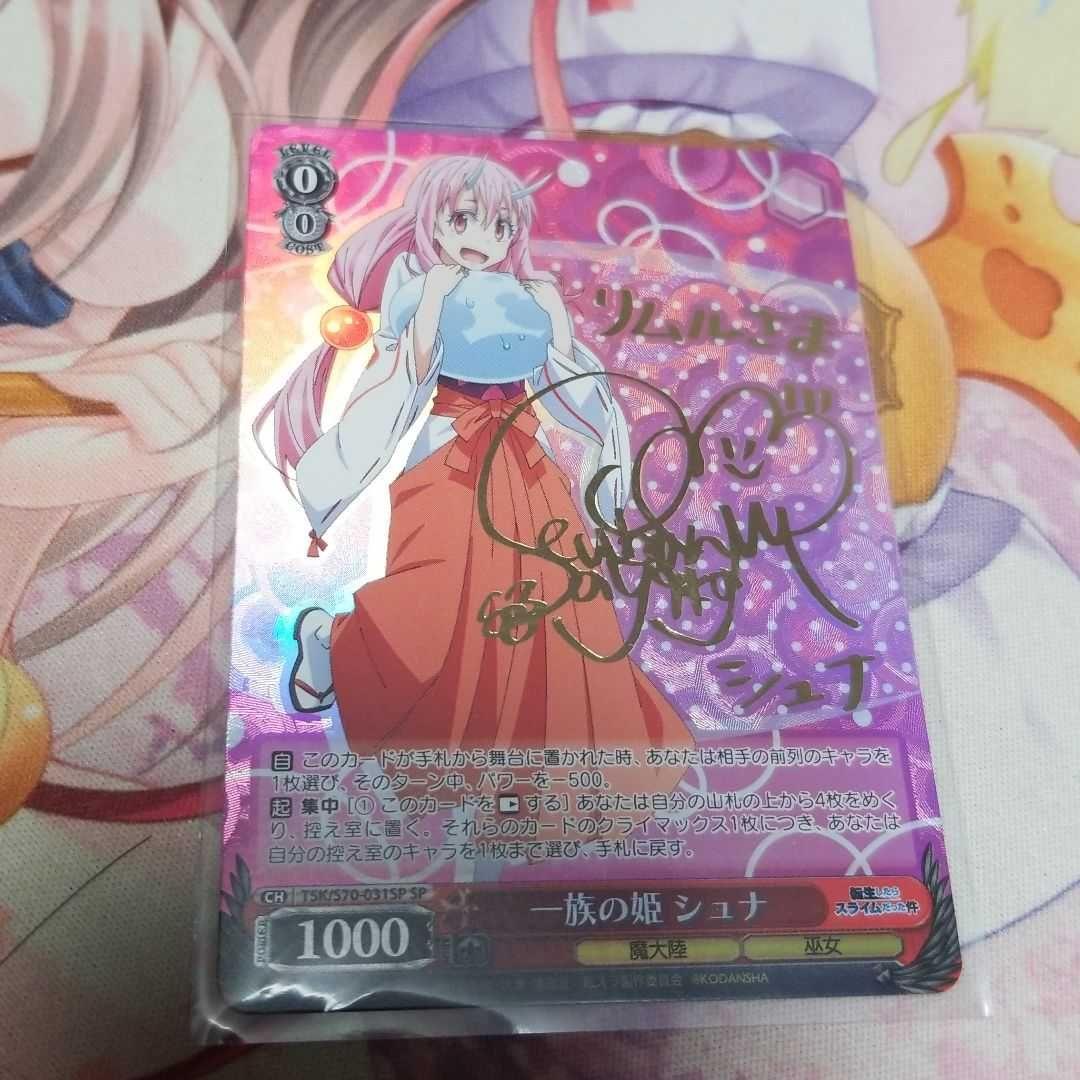 LEVEL
0
0
COST
リムルさま
シュナ
自 このカードが手札から舞台に置かれた時、あなたは相手の前列のキャラを
1枚選び、そのターン中、パワーを－500。
起 集中 [① このカードを する] あなたは自分の山札の上から4枚をめく
り、控え室に置く。それらのカードのクライマックス1枚につき、あなたは
自分の控え室のキャラを1枚まで選び、手札に戻す。
CH TSK/S70-031SP SP
一族の姫 シュナ
転生したら
スライムだった件
POWER
1000
魔大陸
巫女
製作委員会 ©KODANSHA